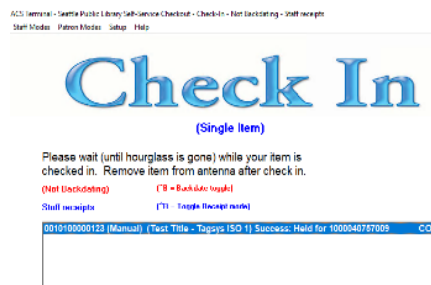 ACS Terminal - Seattle Public Library Self-Service Checkout - Check-In - Not Backdating - Staff receipts
Staff Modes Patron Modes Setup Help
Check In
(Single Item)
Please wait (until hourglass is gone) while your item is
checked in. Remove item from antenna after check in.
(Not Backdating) (^B = Backdate toggle)
Staff receipts (^TI - Toggle Receipt mode)
0010100000123 (Manual) (Test Title - Tagsys ISO 1) Success: Held for 1000040757009 CO